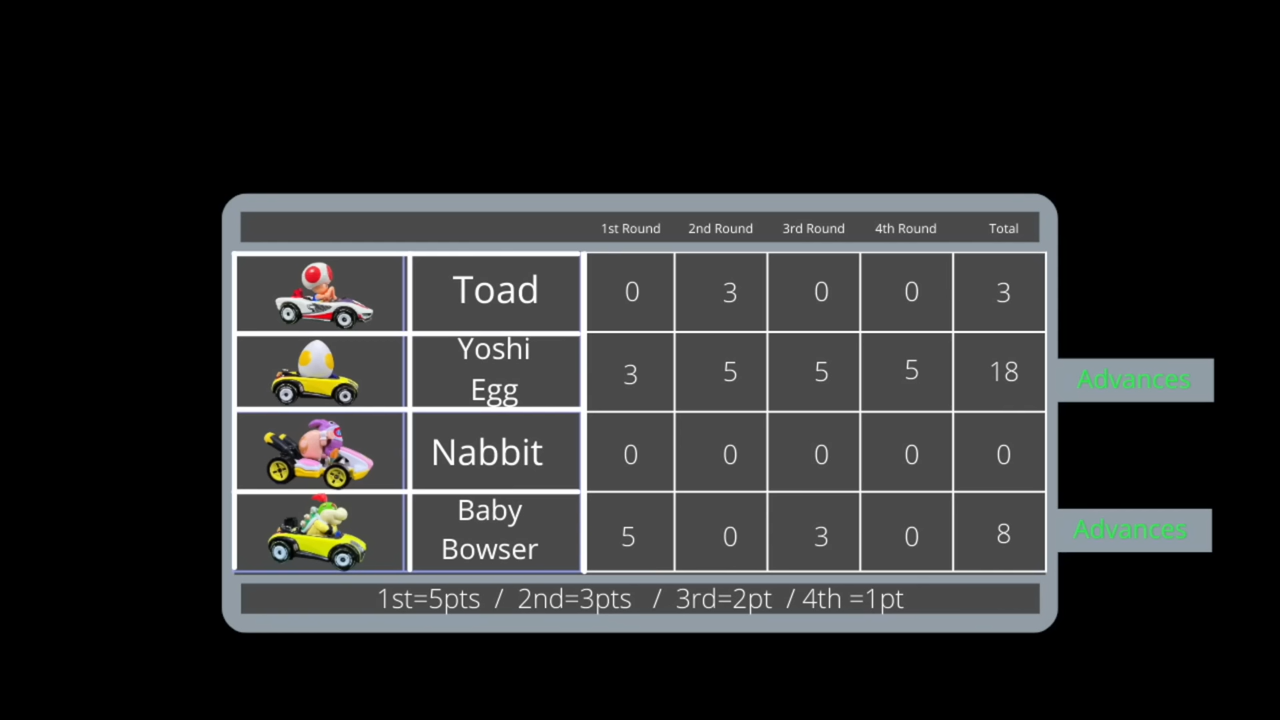 1st Round 2nd Round 3rd Round 4th Round Total
Toad 0 3 0 0 3
Yoshi
Egg 3 5 5 5 18 Advances
Nabbit 0 0 0 0 0
Baby
Bowser 5 0 3 0 8 Advances
1st=5pts / 2nd=3pts / 3rd=2pt / 4th =1pt